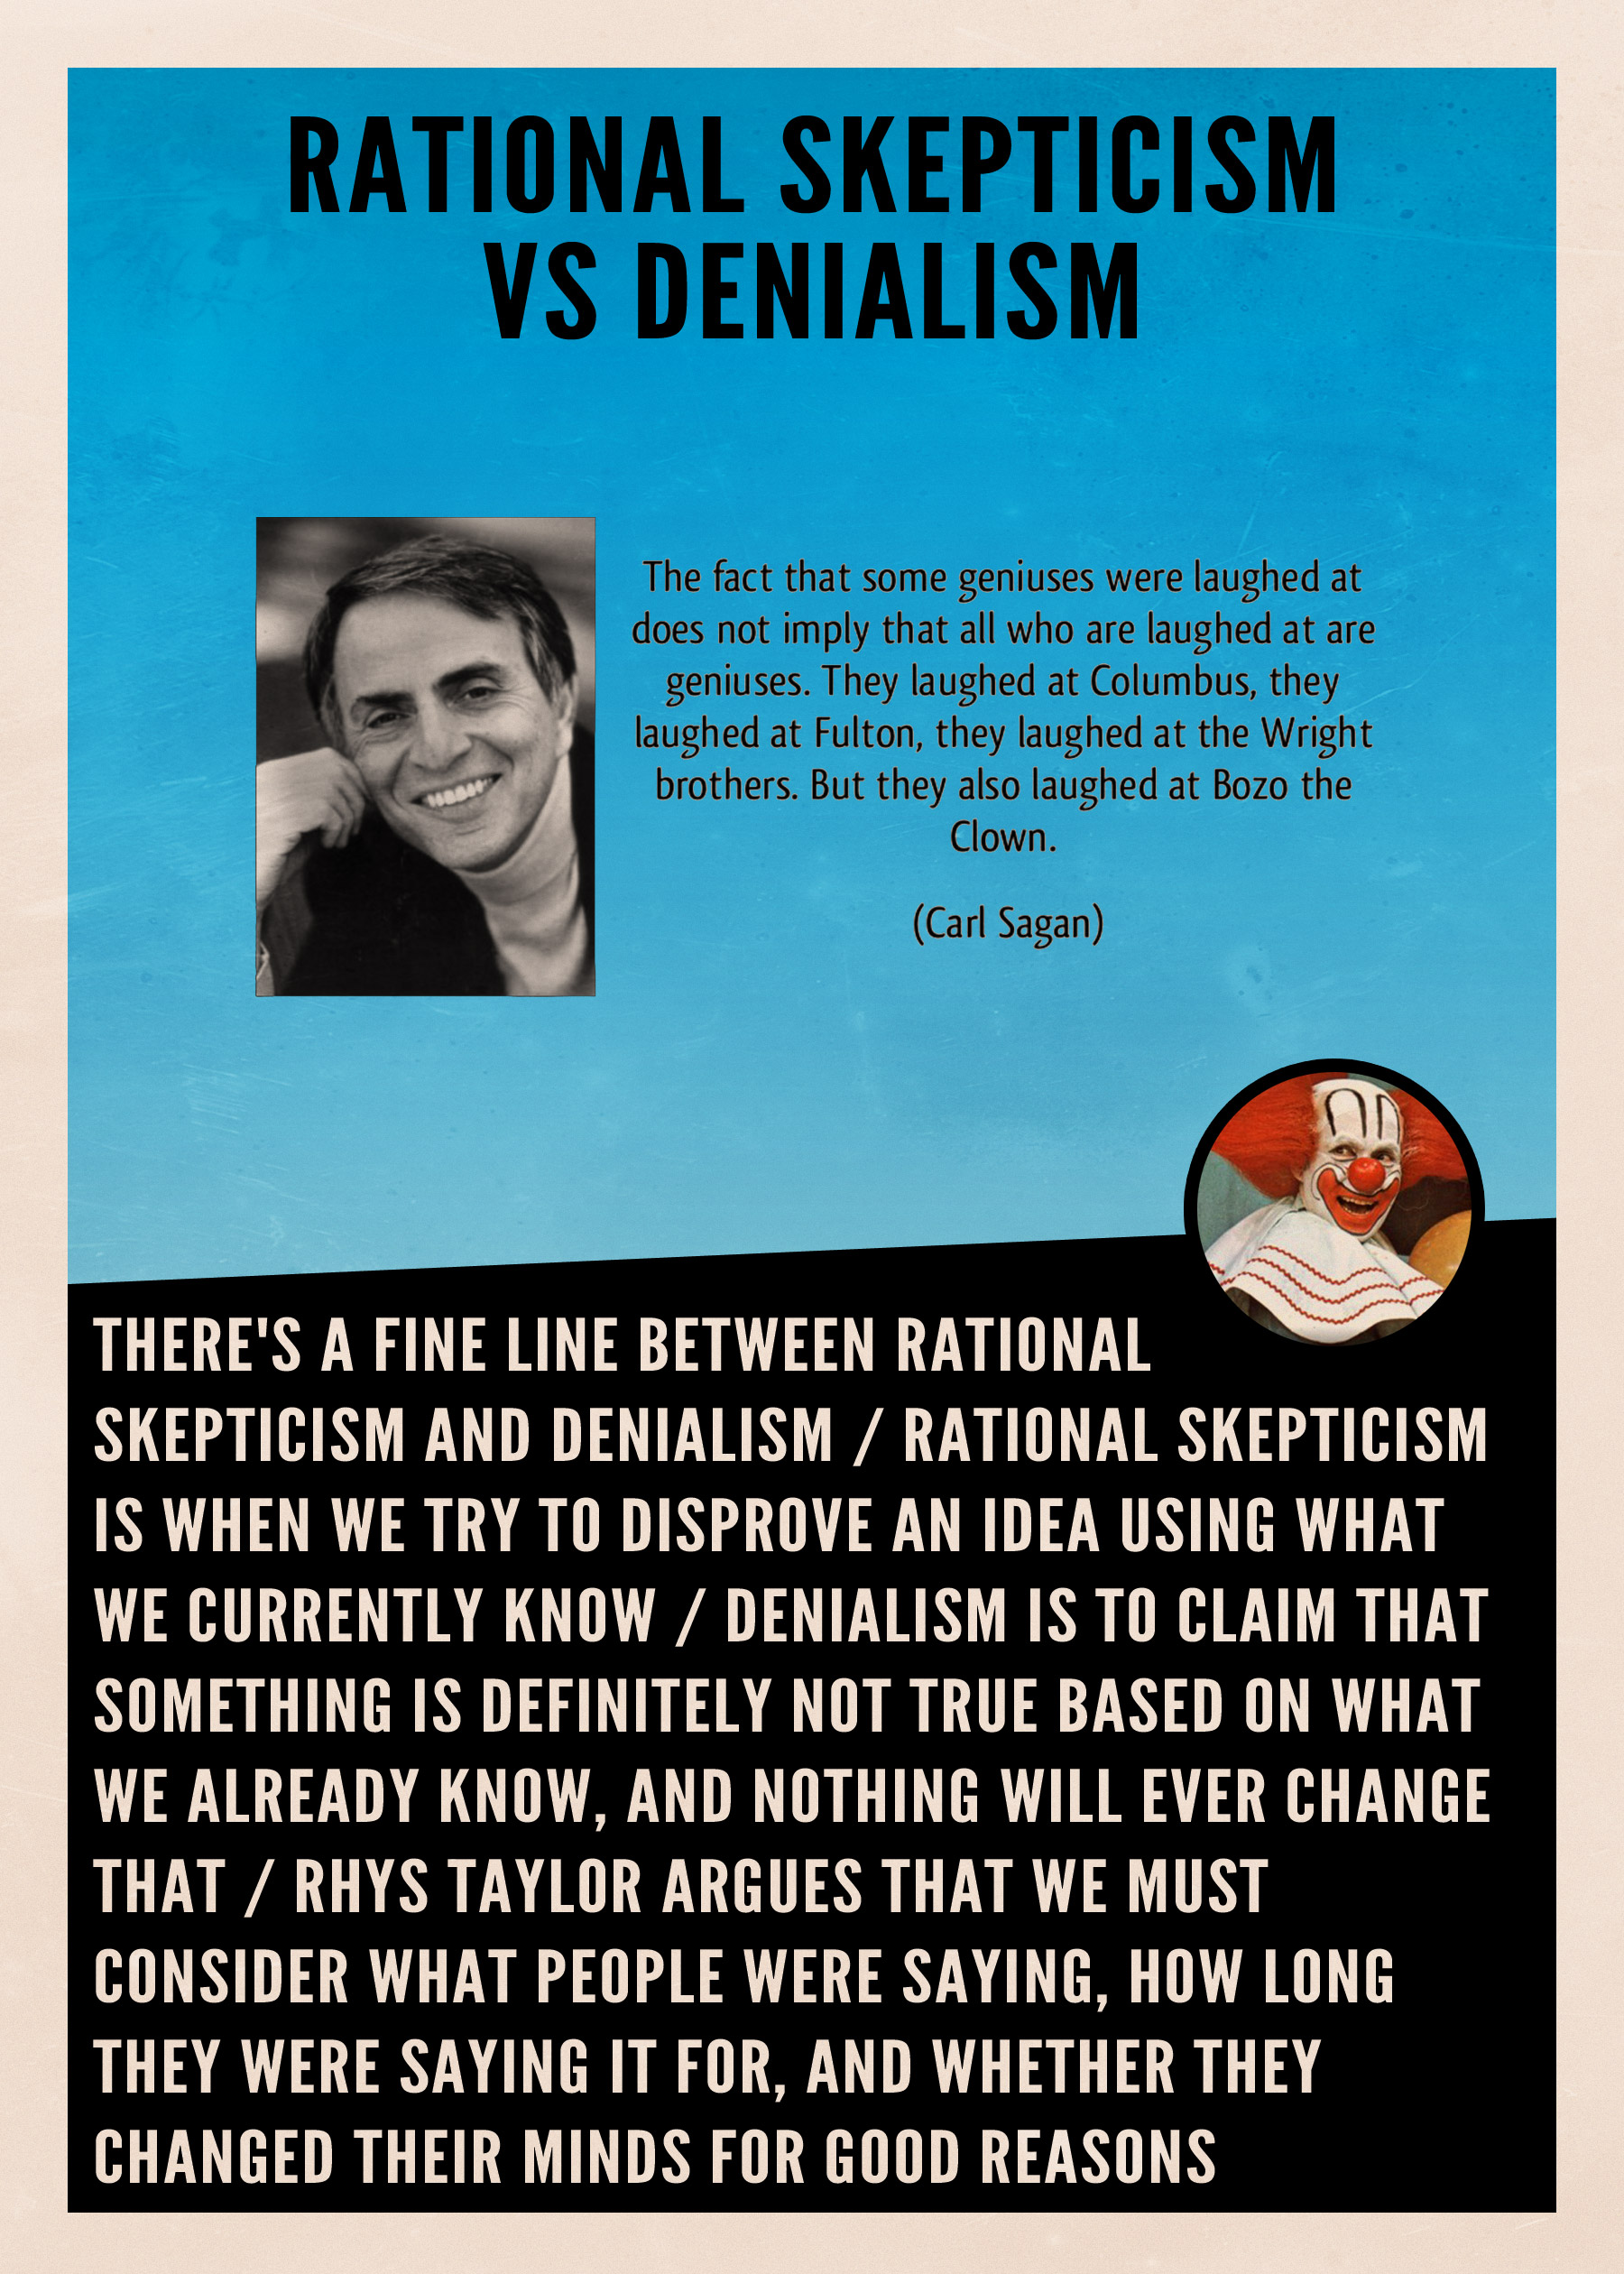 RATIONAL SKEPTICISM
VS DENIALISM
The fact that some geniuses were laughed at
does not imply that all who are laughed at are
geniuses. They laughed at Columbus, they
laughed at Fulton, they laughed at the Wright
brothers. But they also laughed at Bozo the
Clown.
(Carl Sagan)
THERE'S A FINE LINE BETWEEN RATIONAL
SKEPTICISM AND DENIALISM / RATIONAL SKEPTICISM
IS WHEN WE TRY TO DISPROVE AN IDEA USING WHAT
WE CURRENTLY KNOW / DENIALISM IS TO CLAIM THAT
SOMETHING IS DEFINITELY NOT TRUE BASED ON WHAT
WE ALREADY KNOW, AND NOTHING WILL EVER CHANGE
THAT / RHYS TAYLOR ARGUES THAT WE MUST
CONSIDER WHAT PEOPLE WERE SAYING, HOW LONG
THEY WERE SAYING IT FOR, AND WHETHER THEY
CHANGED THEIR MINDS FOR GOOD REASONS